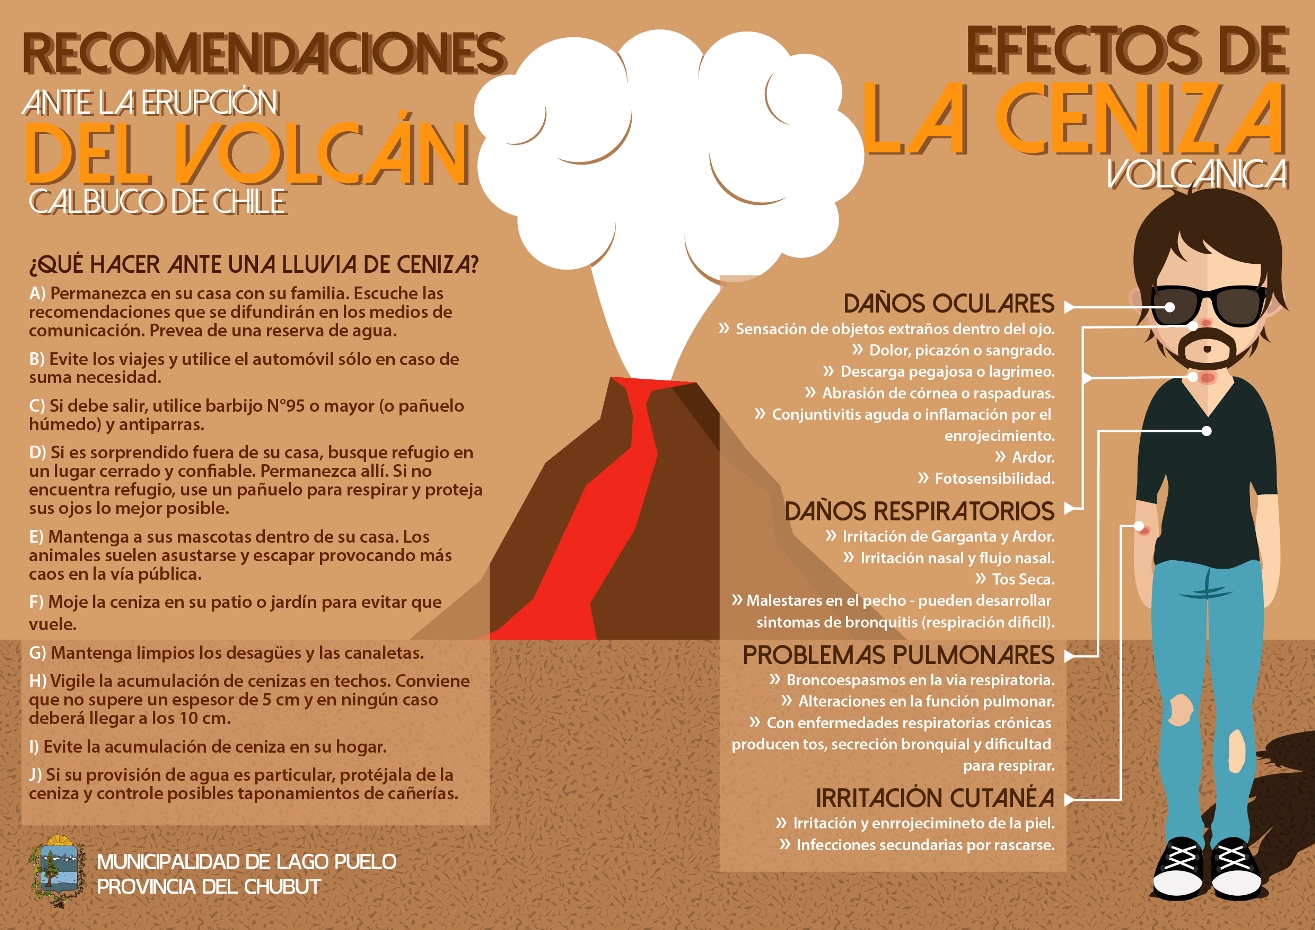 RECOMENDACIONES
ANTE LA ERUPCIÓN
DEL VOLCÁN
CALBUCO DE CHILE
¿QUÉ HACER ANTE UNA LLUVIA DE CENIZA?
A) Permanezca en su casa con su familia. Escuche las
recomendaciones que se difundirán en los medios de
comunicación. Prevea de una reserva de agua.
B) Evite los viajes y utilice el automóvil sólo en caso de
suma necesidad.
C) Si debe salir, utilice barbijo N°95 o mayor (o pañuelo
húmedo) y antiparras.
D) Si es sorprendido fuera de su casa, busque refugio en
un lugar cerrado y confiable. Permanezca allí. Si no
encuentra refugio, use un pañuelo para respirar y proteja
sus ojos lo mejor posible.
E) Mantenga a sus mascotas dentro de su casa. Los
animales suelen asustarse y escapar provocando más
caos en la vía pública.
F) Moje la ceniza en su patio o jardín para evitar que
vuele.
G) Mantenga limpios los desagües y las canaletas.
H) Vigile la acumulación de cenizas en techos. Conviene
que no supere un espesor de 5 cm y en ningún caso
deberá llegar a los 10 cm.
I) Evite la acumulación de ceniza en su hogar.
J) Si su provisión de agua es particular, protéjala de la
ceniza y controle posibles taponamientos de cañerías.
MUNICIPALIDAD DE LAGO PUELO
PROVINCIA DEL CHUBUT
EFECTOS DE
LA CENIZA
VOLCANICA
DAÑOS OCULARES
» Sensación de objetos extraños dentro del ojo.
» Dolor, picazón o sangrado.
» Descarga pegajosa o lagrimeo.
» Abrasión de córnea o raspaduras.
» Conjuntivitis aguda o inflamación por el
enrojecimiento.
» Ardor.
» Fotosensibilidad.
DAÑOS RESPIRATORIOS
» Irritación de Garganta y Ardor.
» Irritación nasal y flujo nasal.
» Tos Seca.
» Malestares en el pecho - pueden desarrollar
sintomas de bronquitis (respiración dificil).
PROBLEMAS PULMONARES
» Broncoespasmos en la via respiratoria.
» Alteraciones en la función pulmonar.
» Con enfermedades respiratorias crónicas
producen tos, secreción bronquial y dificultad
para respirar.
IRRITACIÓN CUTANÉA
» Irritación y enrrojecimineto de la piel.
» Infecciones secundarias por rascarse.